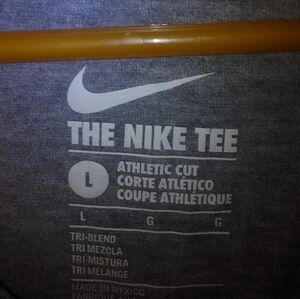 THE NIKE TEE
L
ATHLETIC CUT
CORTE ATLÉTICO
COUPE ATHLÉTIQUE
L G G
TRI-BLEND
TRI MEZCLA
TRI-MISTURA
TRI MÉLANGE
MADE IN MEXICO